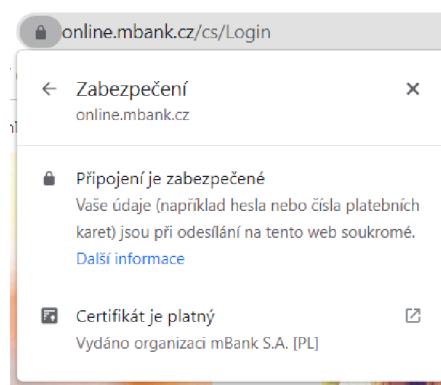 online.mbank.cz/cs/Login
Zabezpečení
online.mbank.cz
Připojení je zabezpečené
Vaše údaje (například hesla nebo čísla platebních
karet) jsou při odesílání na tento web soukromé.
Další informace
Certifikát je platný
Vydáno organizaci mBank S.A. [PL]